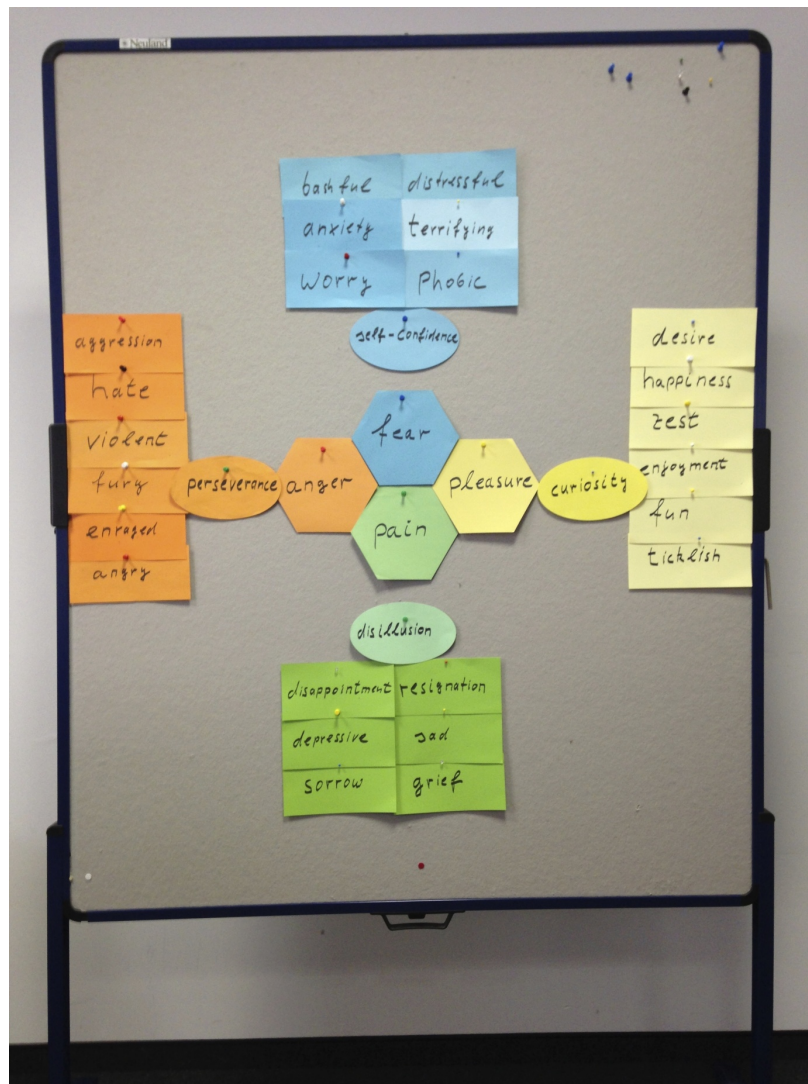 Neuland
bashful distressful
anxiety terrifying
worry phobic
self-confidence
aggression
hate
violent
fury
enraged
angry
perseverance
anger
fear
pain
pleasure
curiosity
desire
happiness
zest
enjoyment
fun
ticklish
disillusion
disappointment resignation
depressive sad
sorrow grief